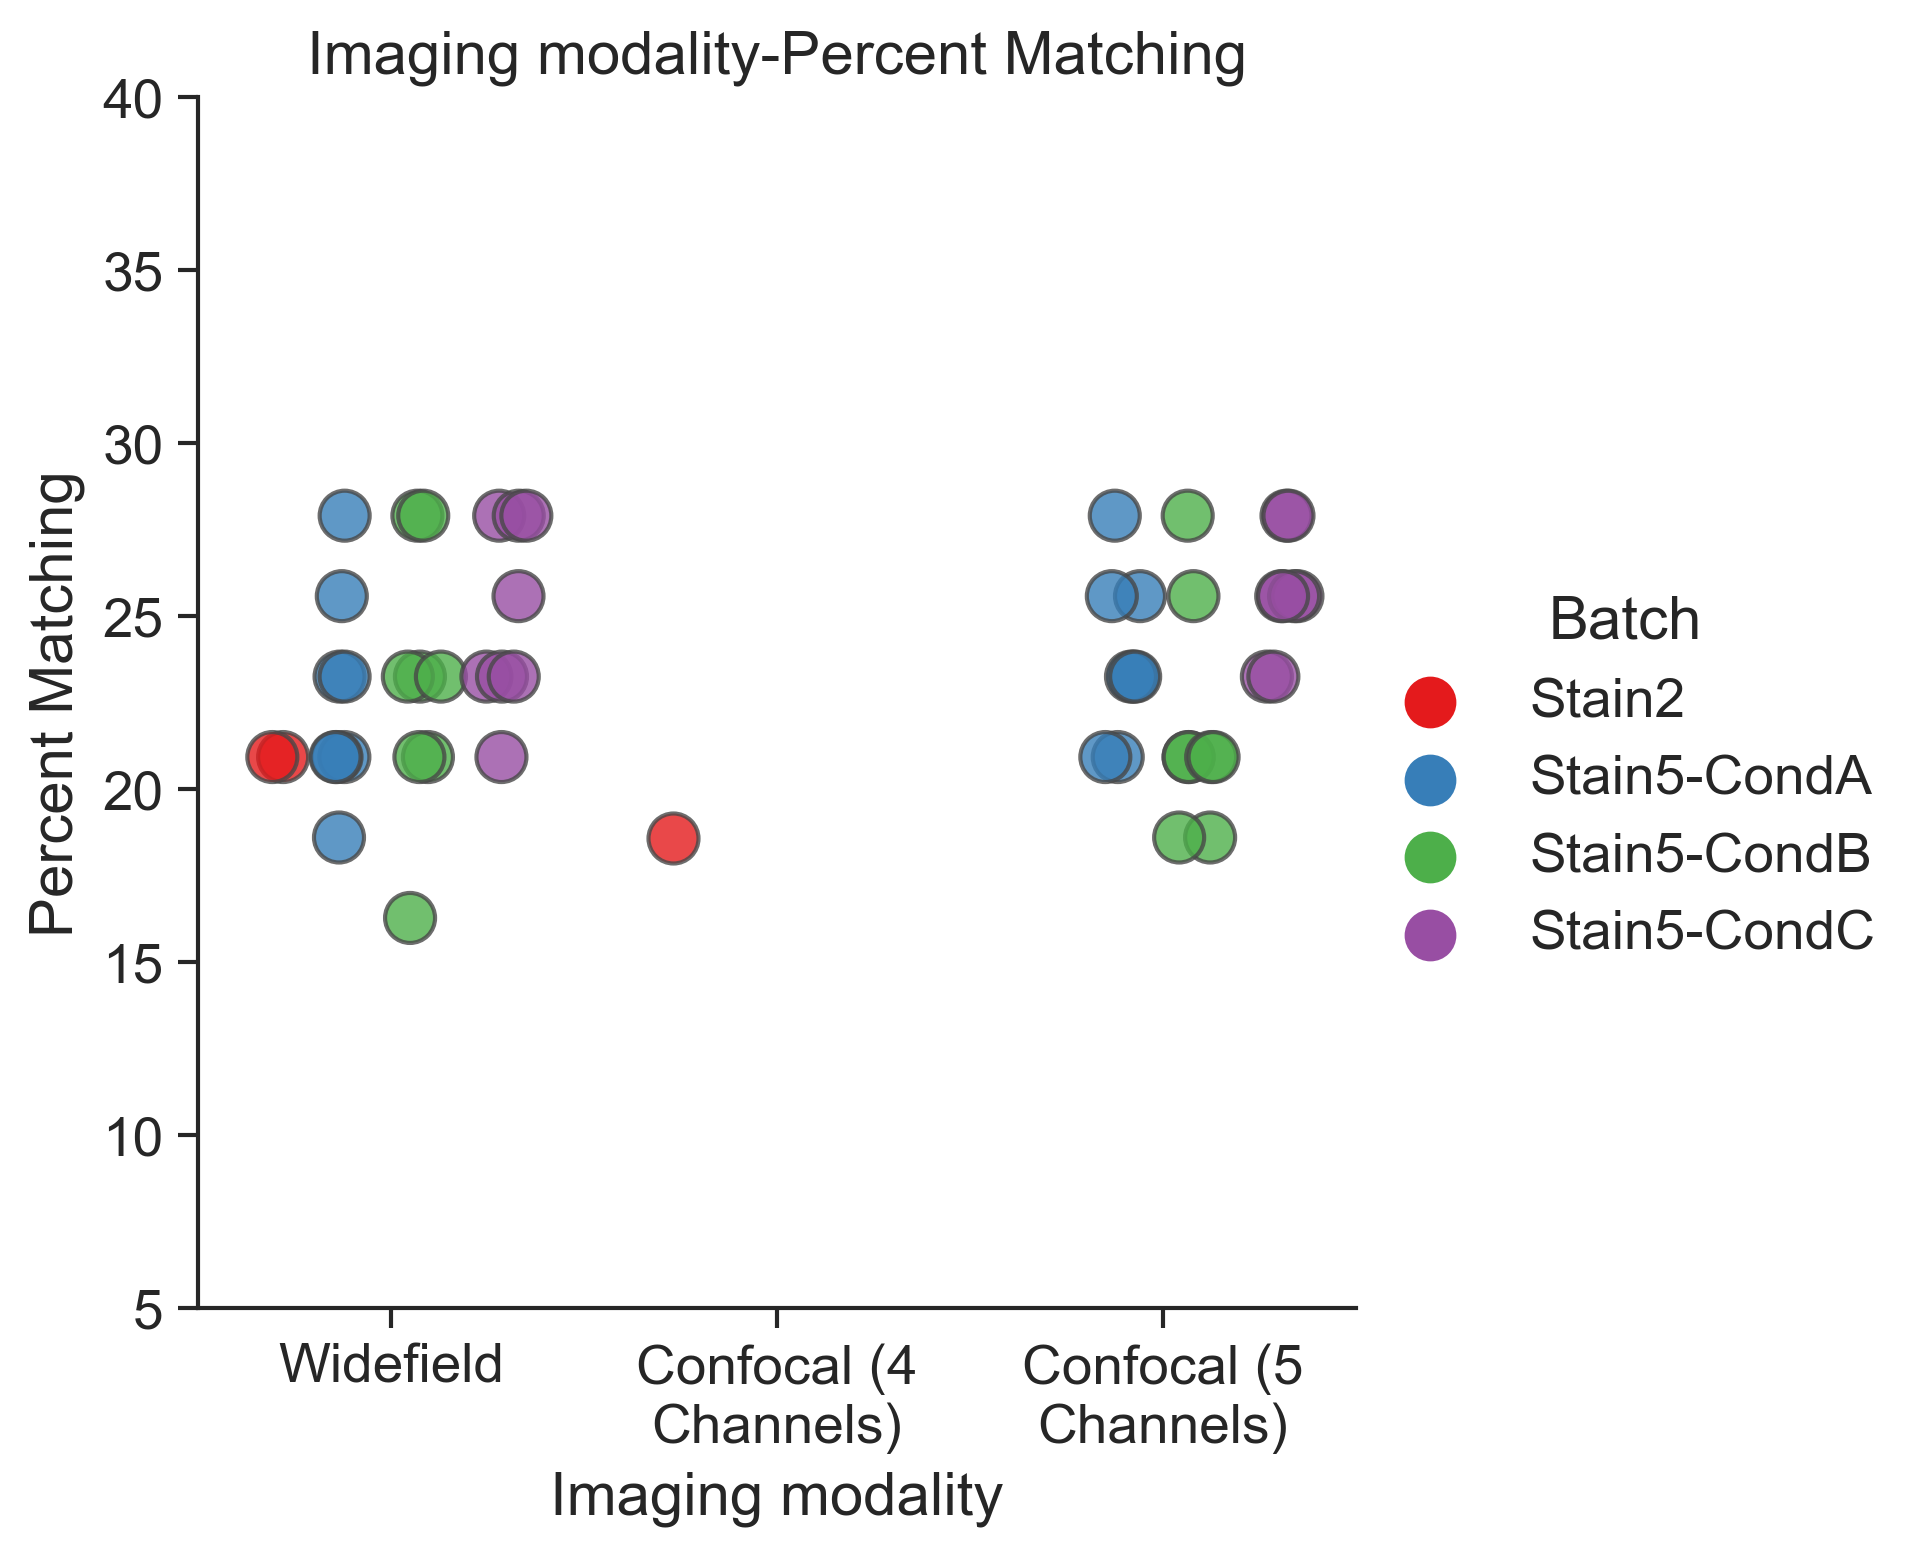 Imaging modality-Percent Matching
40
35
30
25
20
15
10
5
Percent Matching
Widefield
Confocal (4
Channels)
Confocal (5
Channels)
Imaging modality
Batch
Stain2
Stain5-CondA
Stain5-CondB
Stain5-CondC